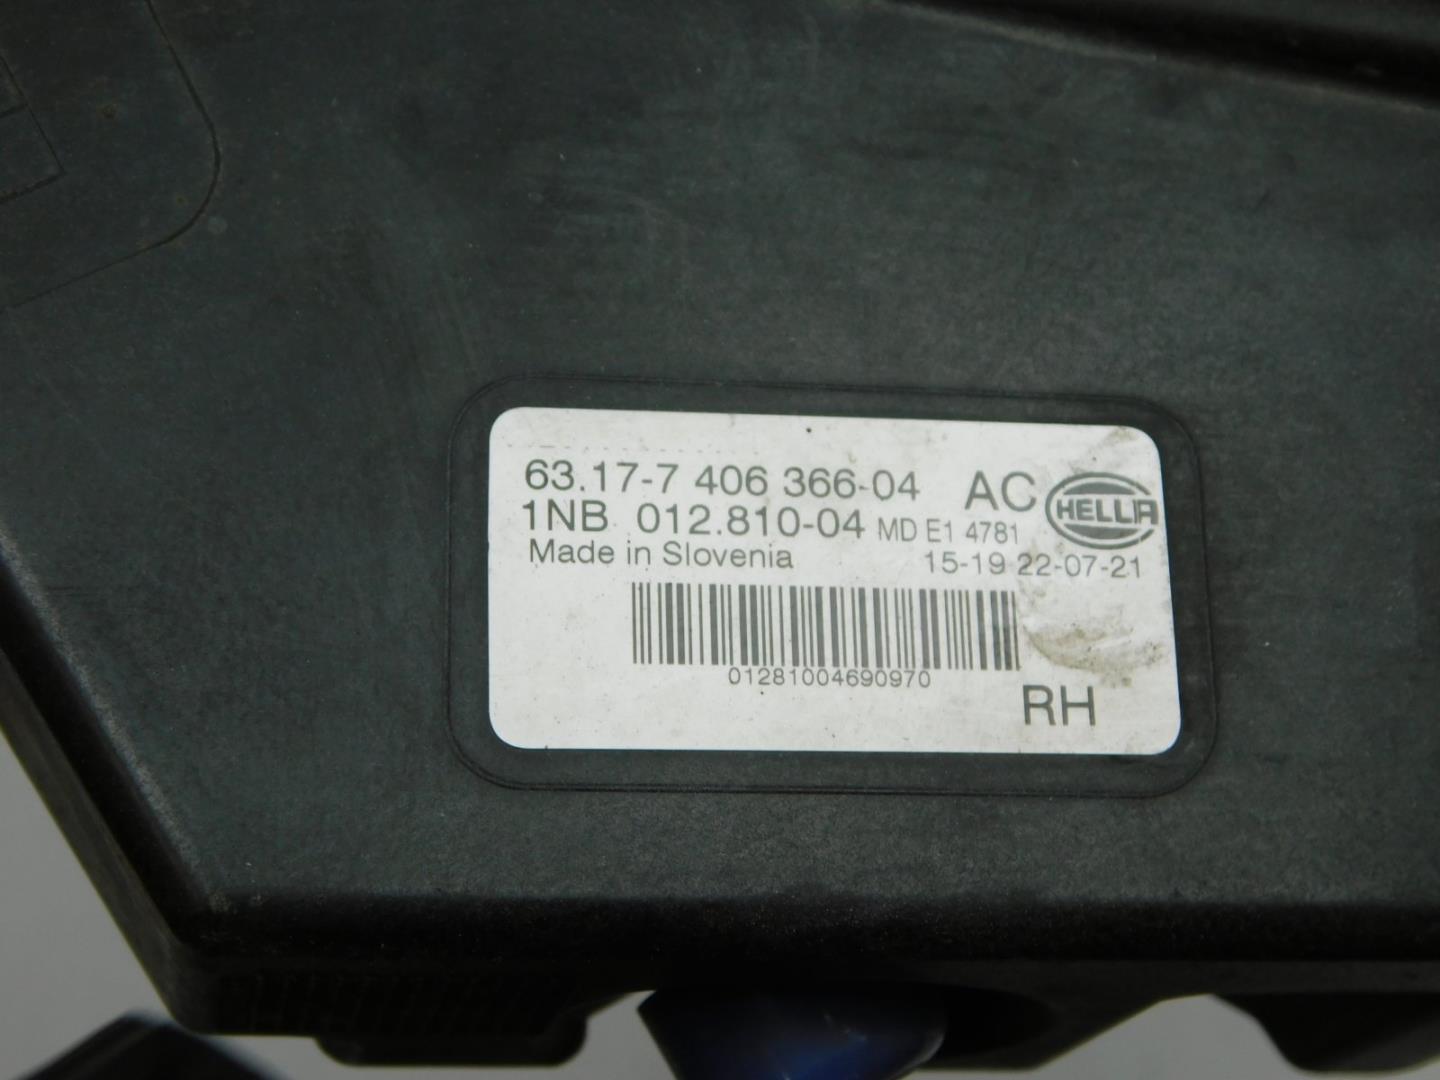 63.17-7 406 366-04 AC HELLA
1NB 012.810-04 MD E1 4781
Made in Slovenia 15-19 22-07-21
01281004690970
RH